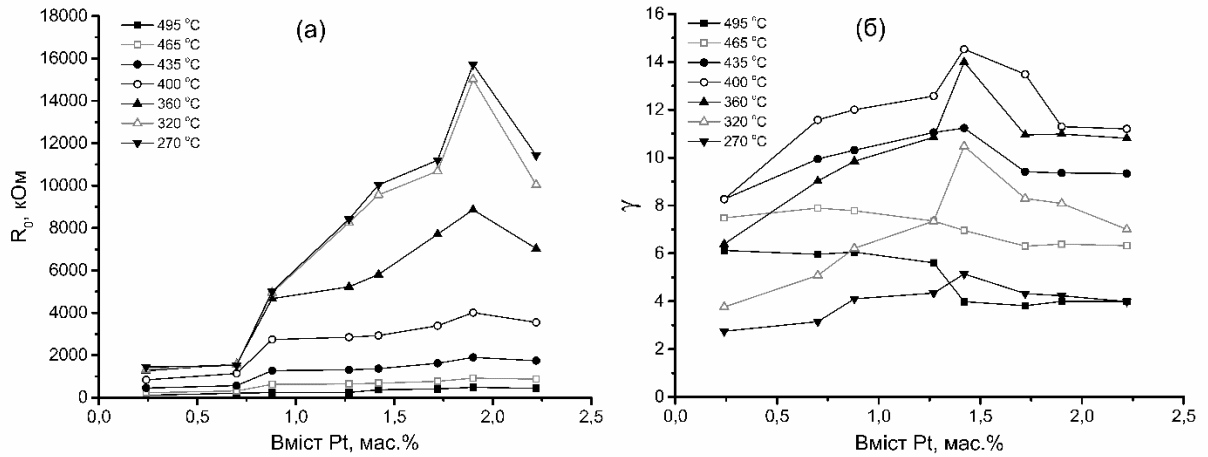 (а)
495 °C
465 °C
435 °C
400 °C
360 °C
320 °C
270 °C
18000
16000
14000
12000
10000
8000
6000
4000
2000
0
R0, кОм
0,0 0,5 1,0 1,5 2,0 2,5
Вміст Pt, мас.%
(б)
495 °C
465 °C
435 °C
400 °C
360 °C
320 °C
270 °C
16
14
12
10
8
6
4
2
0
γ
0,0 0,5 1,0 1,5 2,0 2,5
Вміст Pt, мас.%